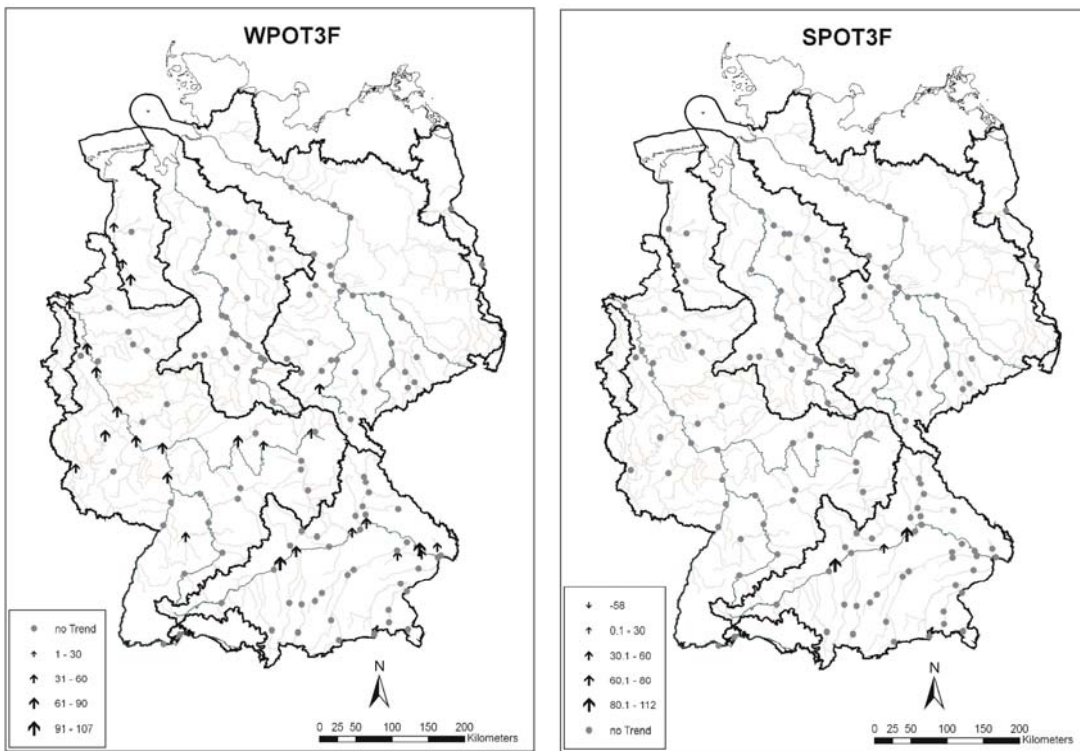 WPOT3F
no Trend
1 - 30
31 - 60
61 - 90
91 - 107
N
0 25 50 100 150 200
Kilometers
SPOT3F
-58
0.1 - 30
30.1 - 60
60.1 - 80
80.1 - 112
no Trend
N
0 25 50 100 150 200
Kilometers